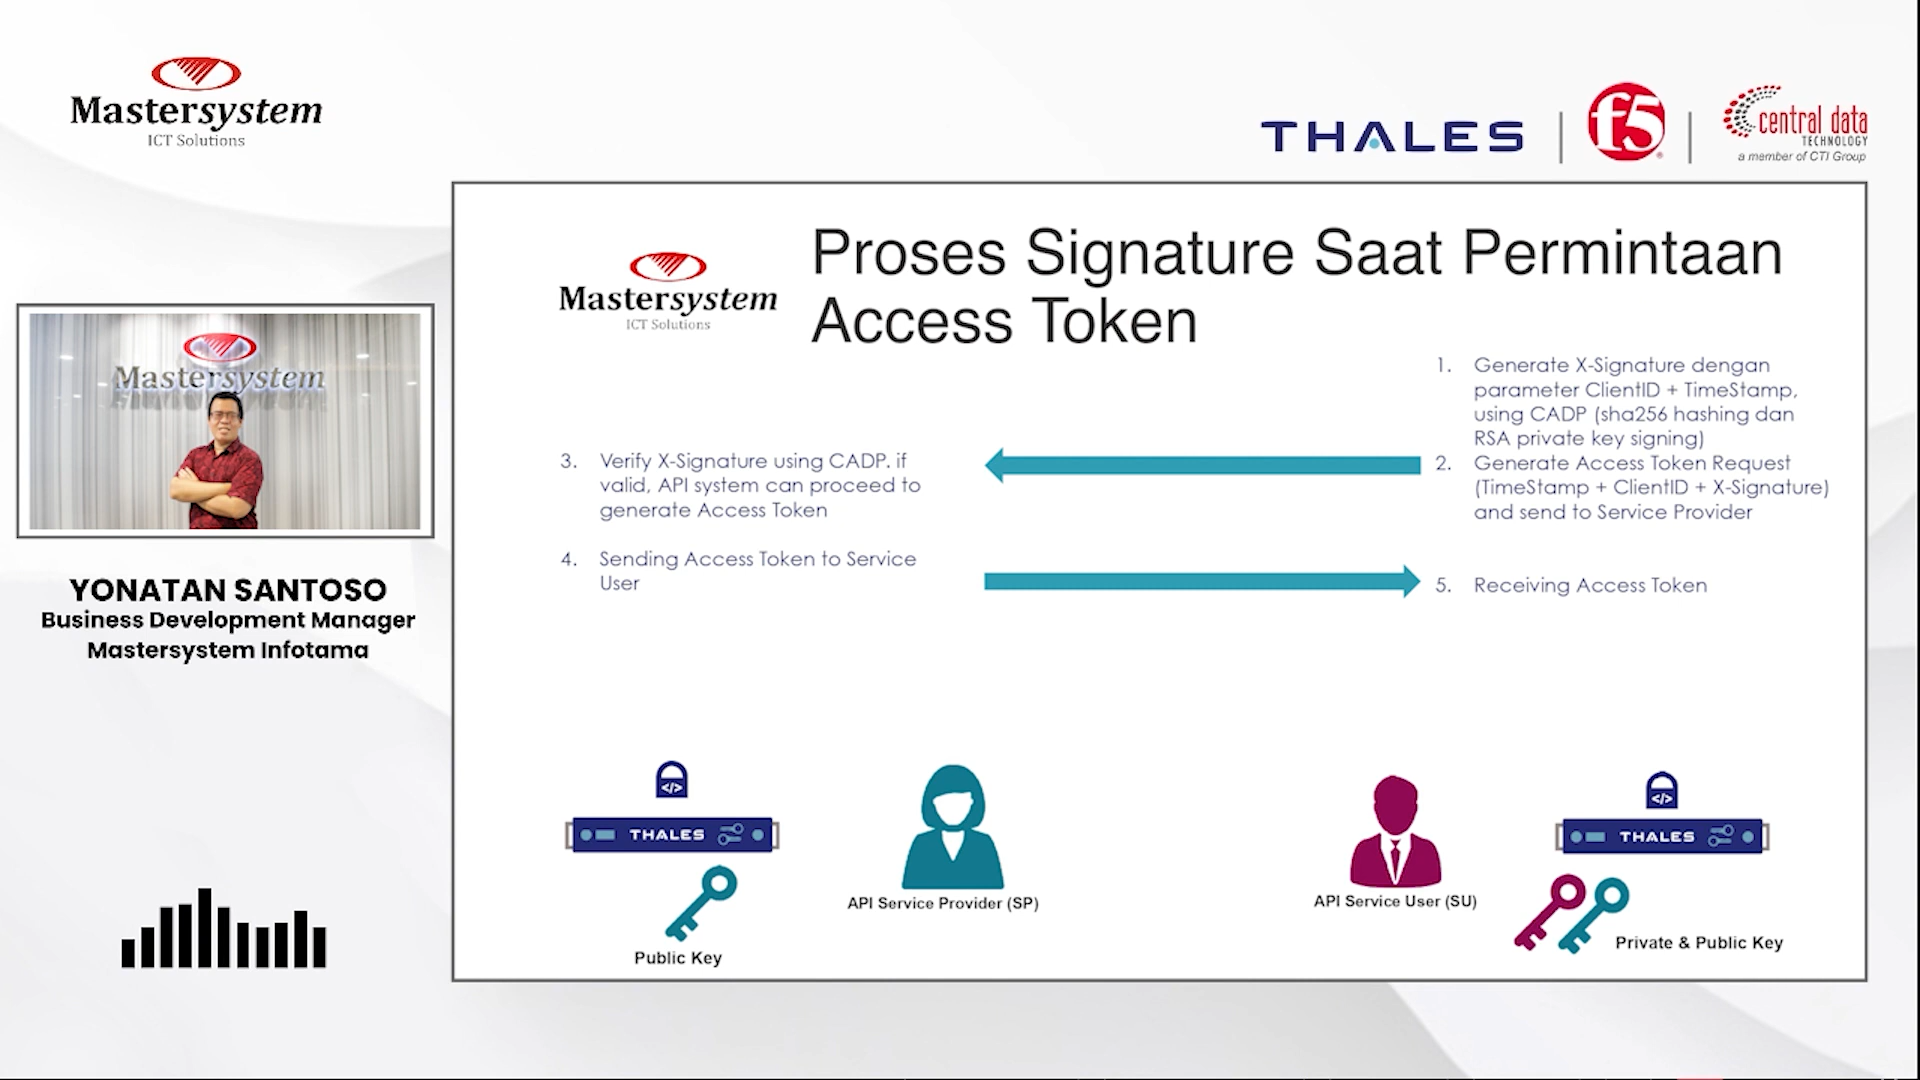 Mastersystem
ICT Solutions
THALES
f5
central data
TECHNOLOGY
a member of CTI Group
Mastersystem
YONATAN SANTOSO
Business Development Manager
Mastersystem Infotama
Mastersystem
ICT Solutions
Proses Signature Saat Permintaan
Access Token
1. Generate X-Signature dengan
parameter ClientID + TimeStamp,
using CADP (sha256 hashing dan
RSA private key signing)
2. Generate Access Token Request
(TimeStamp + ClientID + X-Signature)
and send to Service Provider
3. Verify X-Signature using CADP. if
valid, API system can proceed to
generate Access Token
4. Sending Access Token to Service
User
5. Receiving Access Token
</>
THALES
Public Key
API Service Provider (SP)
API Service User (SU)
</>
THALES
Private & Public Key